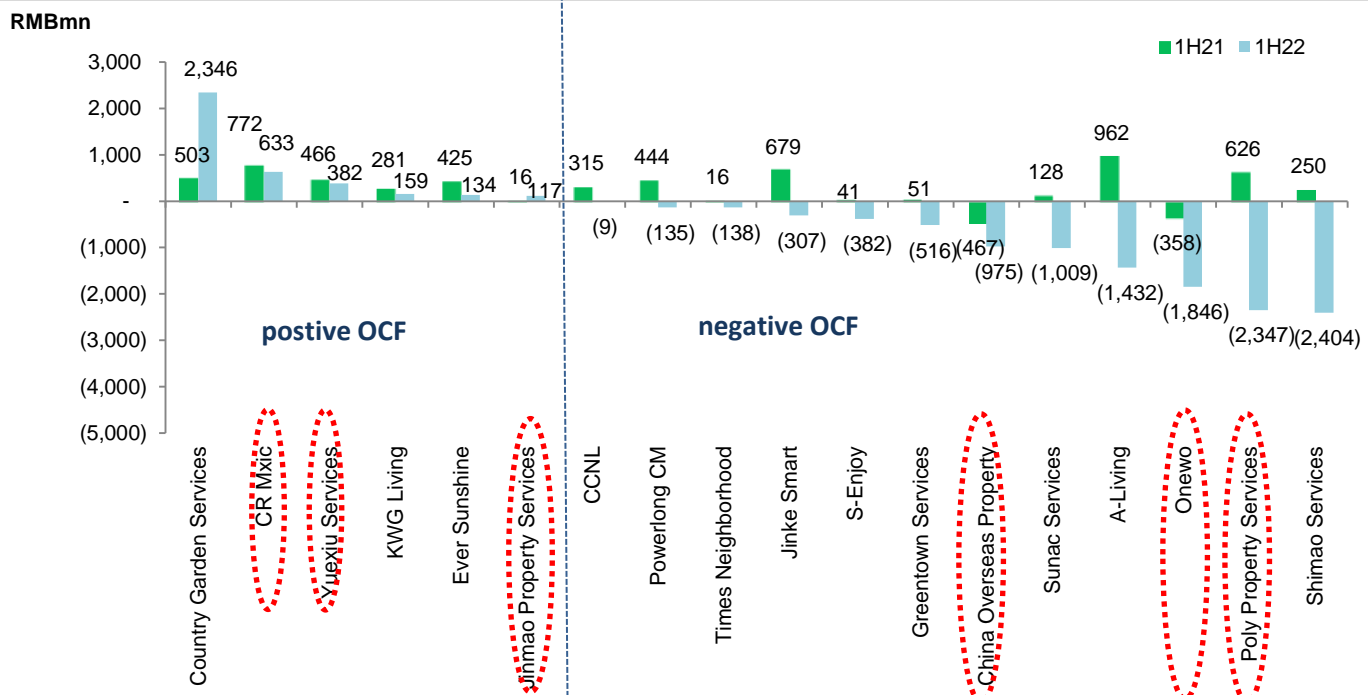 RMBmn
1H21
1H22
3,000
2,000
1,000
-
(1,000)
(2,000)
(3,000)
(4,000)
(5,000)
503
2,346
772
633
466
382
281
159
425
134
16
117
315
(9)
444
(135)
16
(138)
679
(307)
41
(382)
51
(516)
(467)
(975)
128
(1,009)
962
(1,432)
(358)
(1,846)
626
(2,347)
250
(2,404)
postive OCF
negative OCF
Country Garden Services
CR Mxic
Yuexiu Services
KWG Living
Ever Sunshine
Jinmao Property Services
CCNL
Powerlong CM
Times Neighborhood
Jinke Smart
S-Enjoy
Greentown Services
China Overseas Property
Sunac Services
A-Living
Onewo
Poly Property Services
Shimao Services